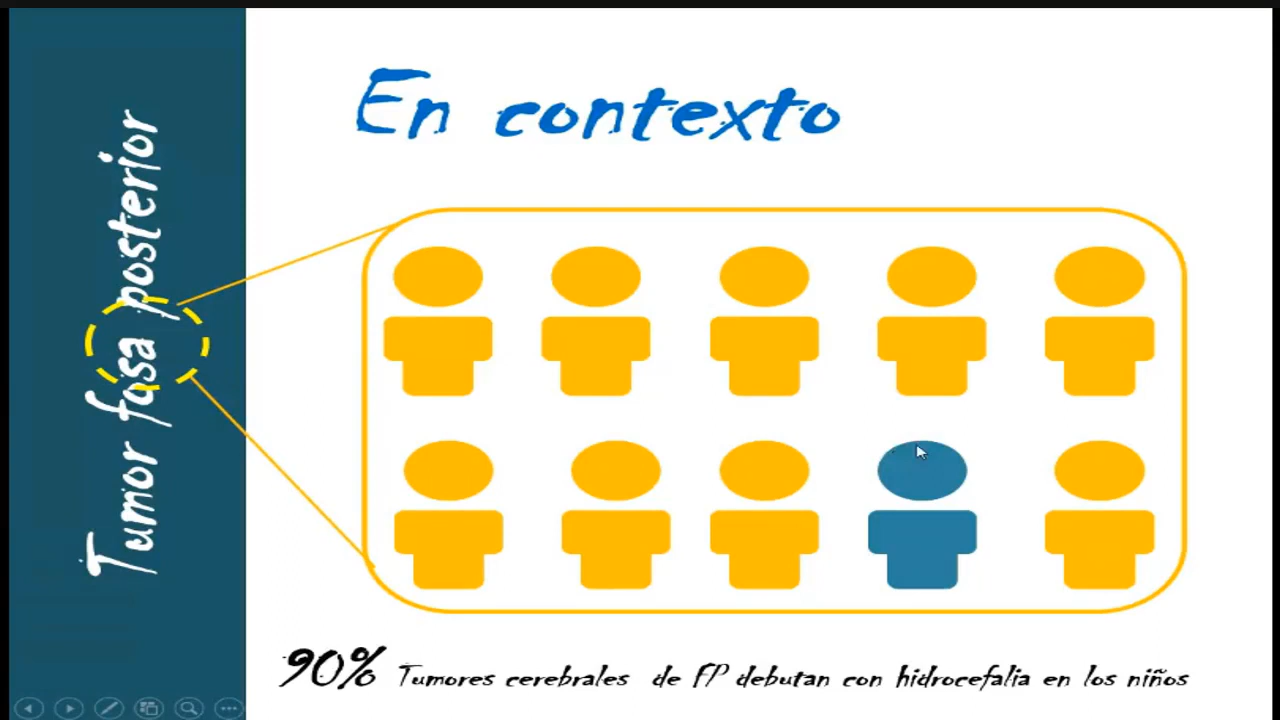 Tumor fosa posterior
En contexto
90% Tumores cerebrales de FP debutan con hidrocefalia en los niños